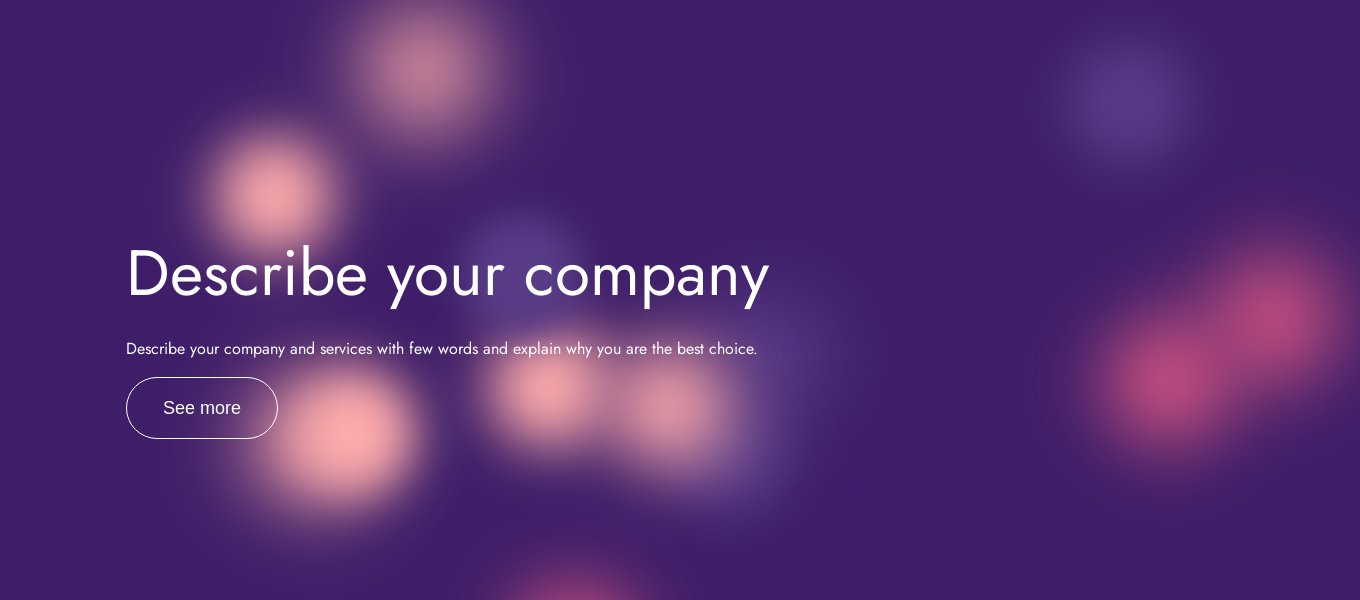 Describe your company
Describe your company and services with few words and explain why you are the best choice.
See more